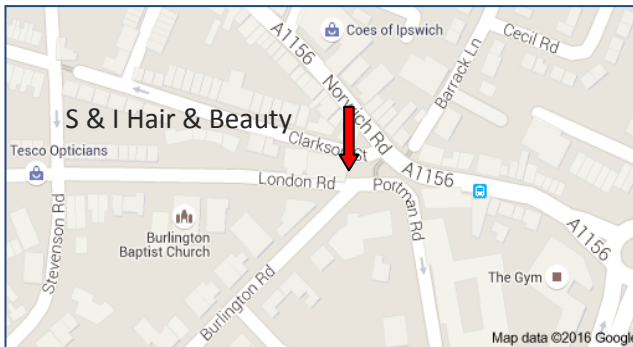 Coes of Ipswich
Cecil Rd
A1156
Norwich Rd
Barrack Ln
S & I Hair & Beauty
Clarkson St
Tesco Opticians
London Rd
Portman Rd
A1156
A1156
Stevenson Rd
Burlington
Baptist Church
Burlington Rd
The Gym
Map data ©2016 Google